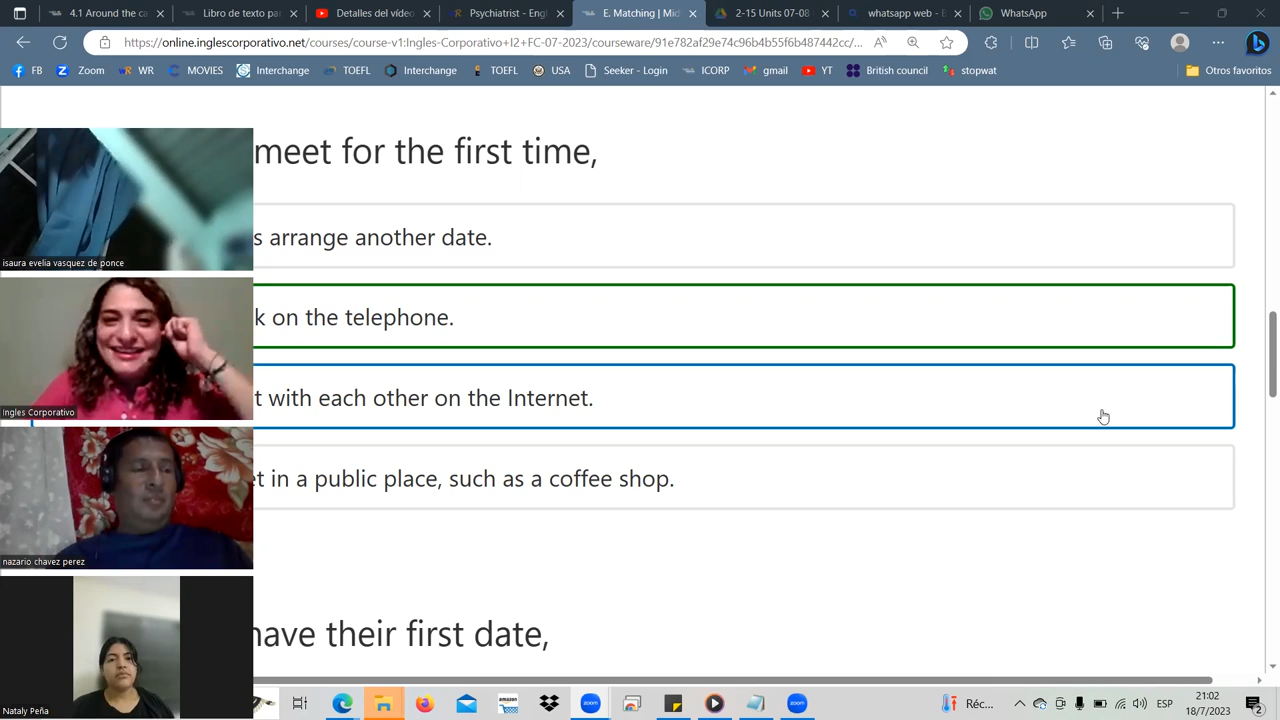 4.1 Around the ca
Libro de texto par
Detalles del vídeo
Psychiatrist - Engl
E. Matching | Mid
2-15 Units 07-08
whatsapp web - B
WhatsApp
https://online.inglescorporativo.net/courses/course-v1:Ingles-Corporativo+I2+FC-07-2023/courseware/91e782af29e74c96b4b55f6b487442cc/...
FB
Zoom
WR
MOVIES
Interchange
TOEFL
Interchange
TOEFL
USA
Seeker - Login
ICORP
gmail
YT
British council
stopwat
Otros favoritos
meet for the first time,
s arrange another date.
k on the telephone.
t with each other on the Internet.
et in a public place, such as a coffee shop.
have their first date,
isaura evelia vasquez de ponce
Ingles Corporativo
nazario chavez perez
Nataly Peña
Réc...
ESP
21:02
18/7/2023
2